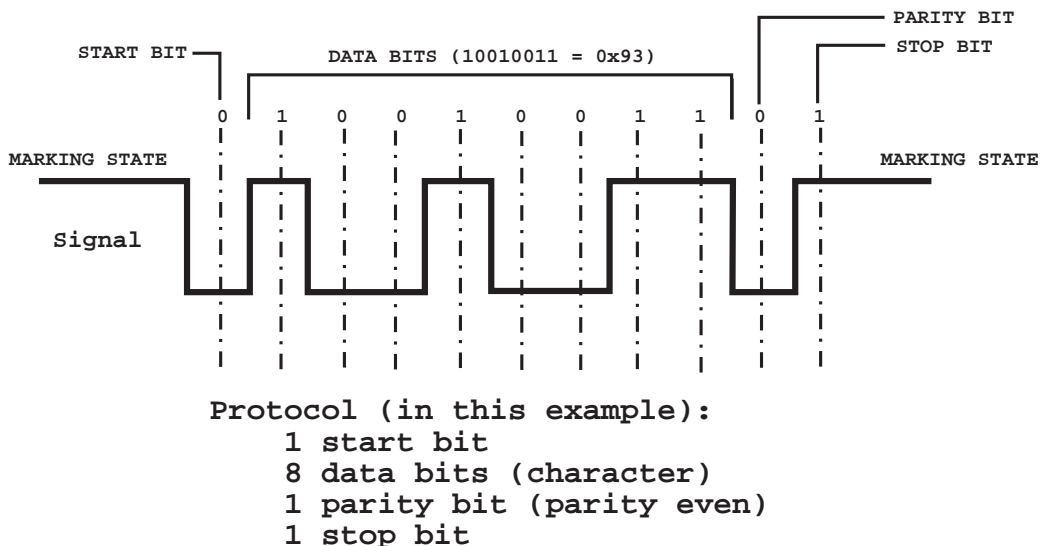 PARITY BIT
START BIT
DATA BITS (10010011 = 0x93)
STOP BIT
0 1 0 0 1 0 0 1 1 0 1
MARKING STATE
MARKING STATE
Signal
Protocol (in this example):
1 start bit
8 data bits (character)
1 parity bit (parity even)
1 stop bit